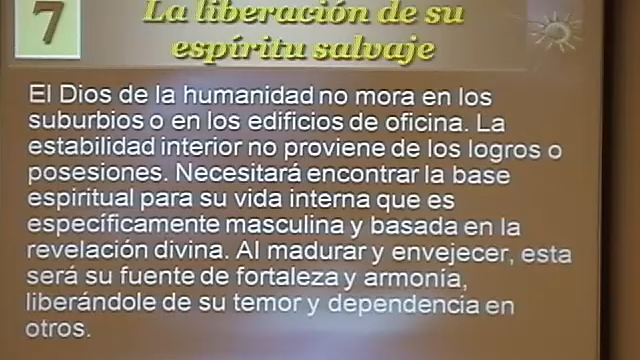 7
La liberación de su
espíritu salvaje
El Dios de la humanidad no mora en los
suburbios o en los edificios de oficina. La
estabilidad interior no proviene de los logros o
posesiones. Necesitará encontrar la base
espiritual para su vida interna que es
específicamente masculina y basada en la
revelación divina. Al madurar y envejecer, esta
será su fuente de fortaleza y armonía,
liberándole de su temor y dependencia en
otros.